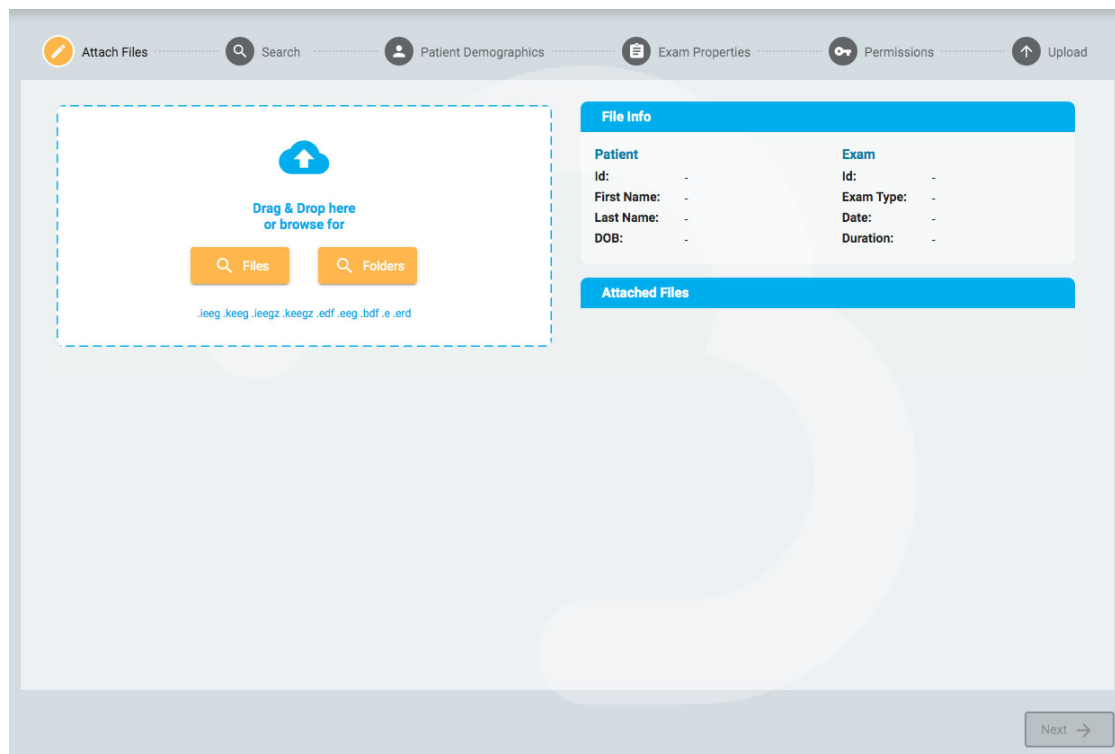 Attach Files
Search
Patient Demographics
Exam Properties
Permissions
Upload
Drag & Drop here
or browse for
Files
Folders
.ieeg .keeg .ieegz .keegz .edf .eeg .bdf .e .erd
File Info
Patient
Id: -
First Name: -
Last Name: -
DOB: -
Exam
Id: -
Exam Type: -
Date: -
Duration: -
Attached Files
Next